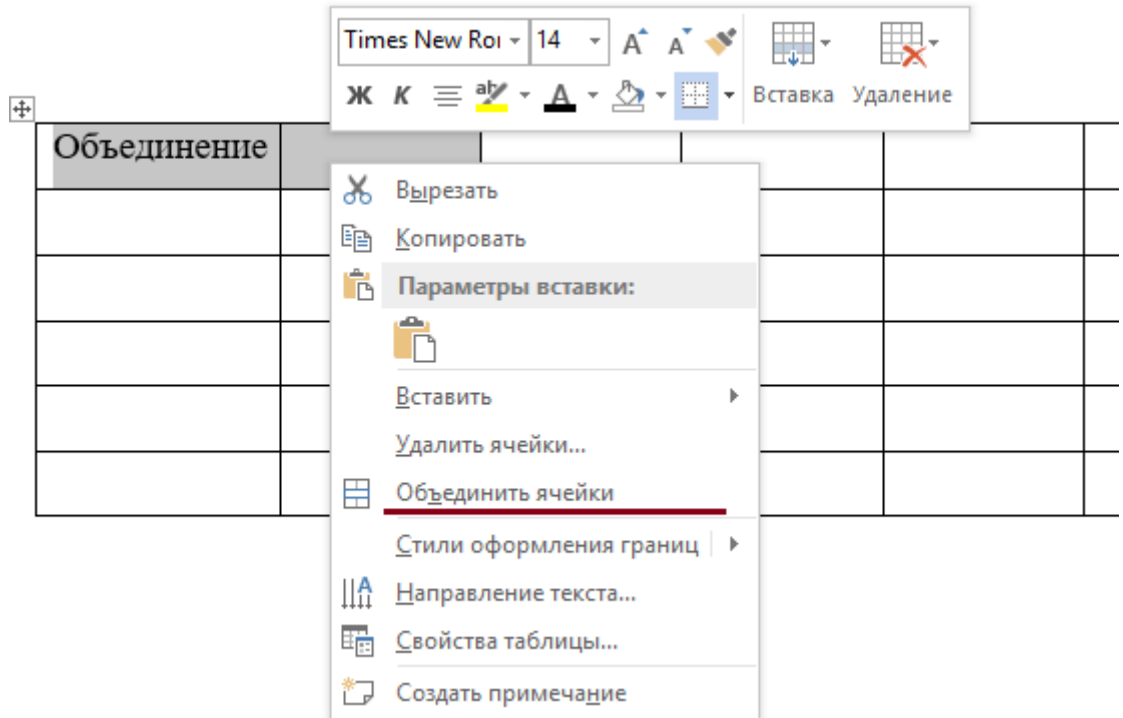 Times New Roı 14 А А
Ж К ab А Вставка Удаление
Объединение
Вырезать
Копировать
Параметры вставки:
Вставить
Удалить ячейки...
Объединить ячейки
Стили оформления границ
А Направление текста...
Свойства таблицы...
Создать примечание